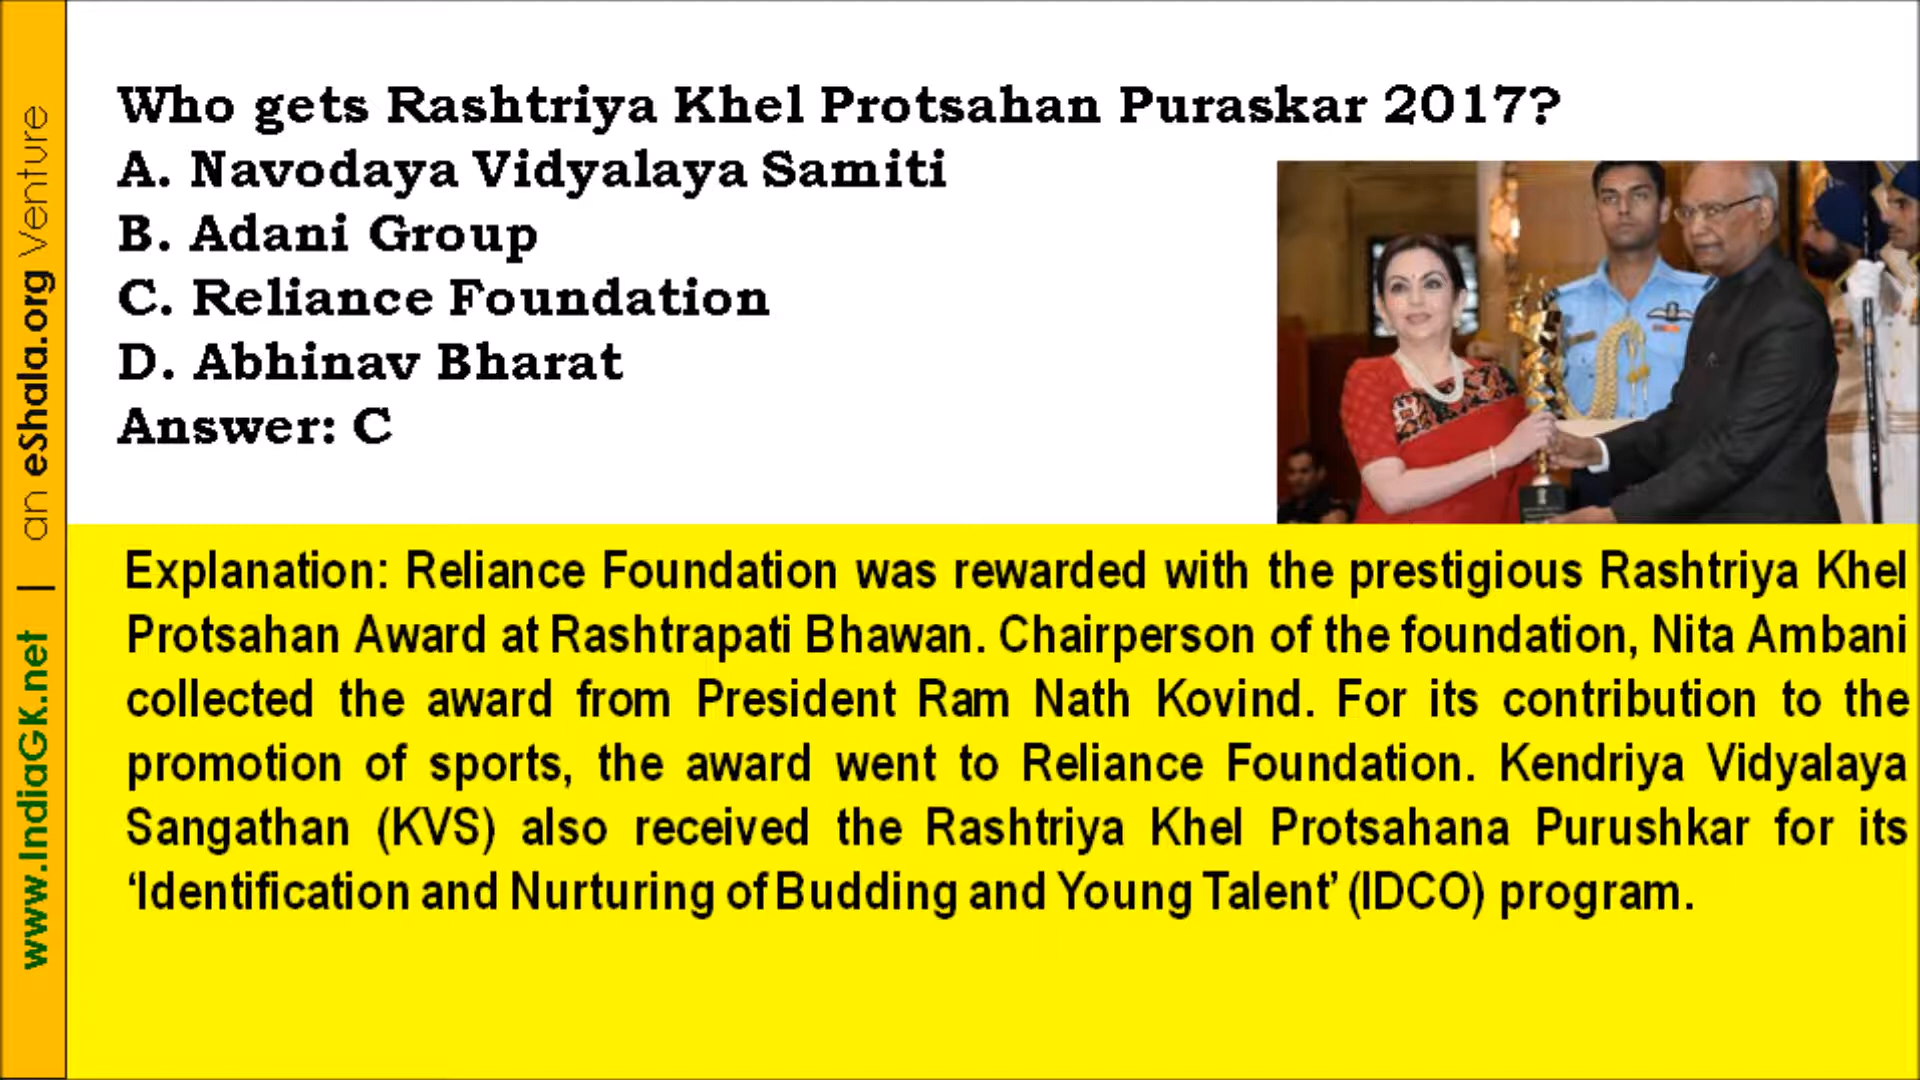 Who gets Rashtriya Khel Protsahan Puraskar 2017?
A. Navodaya Vidyalaya Samiti
B. Adani Group
C. Reliance Foundation
D. Abhinav Bharat
Answer: C
Explanation: Reliance Foundation was rewarded with the prestigious Rashtriya Khel
Protsahan Award at Rashtrapati Bhawan. Chairperson of the foundation, Nita Ambani
collected the award from President Ram Nath Kovind. For its contribution to the
promotion of sports, the award went to Reliance Foundation. Kendriya Vidyalaya
Sangathan (KVS) also received the Rashtriya Khel Protsahana Purushkar for its
‘Identification and Nurturing of Budding and Young Talent’ (IDCO) program.
www.IndiaGK.net | an eShala.org Venture